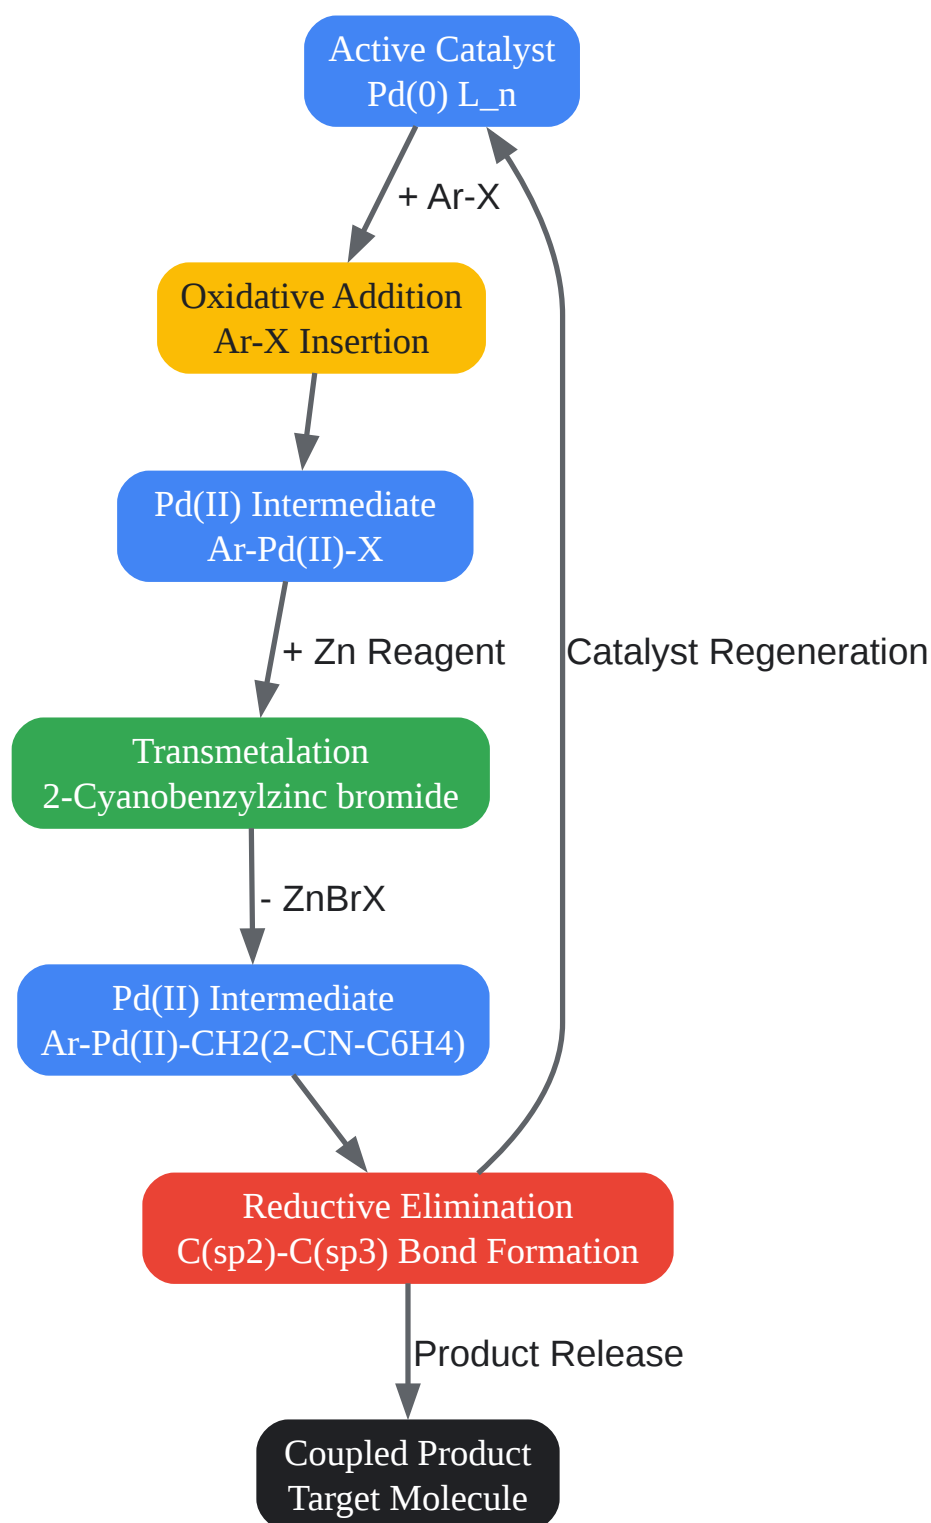 Active Catalyst
Pd(0) L_n
+ Ar-X
Oxidative Addition
Ar-X Insertion
Pd(II) Intermediate
Ar-Pd(II)-X
+ Zn Reagent
Catalyst Regeneration
Transmetalation
2-Cyanobenzylzinc bromide
- ZnBrX
Pd(II) Intermediate
Ar-Pd(II)-CH2(2-CN-C6H4)
Reductive Elimination
C(sp2)-C(sp3) Bond Formation
Product Release
Coupled Product
Target Molecule